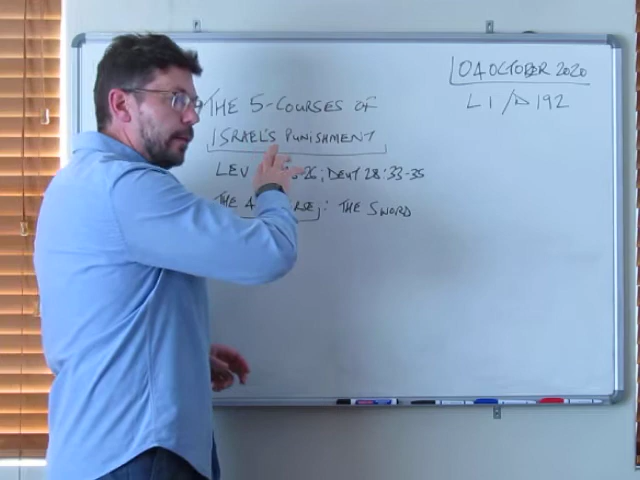 THE 5-COURSES OF
ISRAEL'S PUNISHMENT
LEV -26; DEUT 28:33-35
THE 4 : THE SWORD
04 OCTOBER 2020
L1/D192